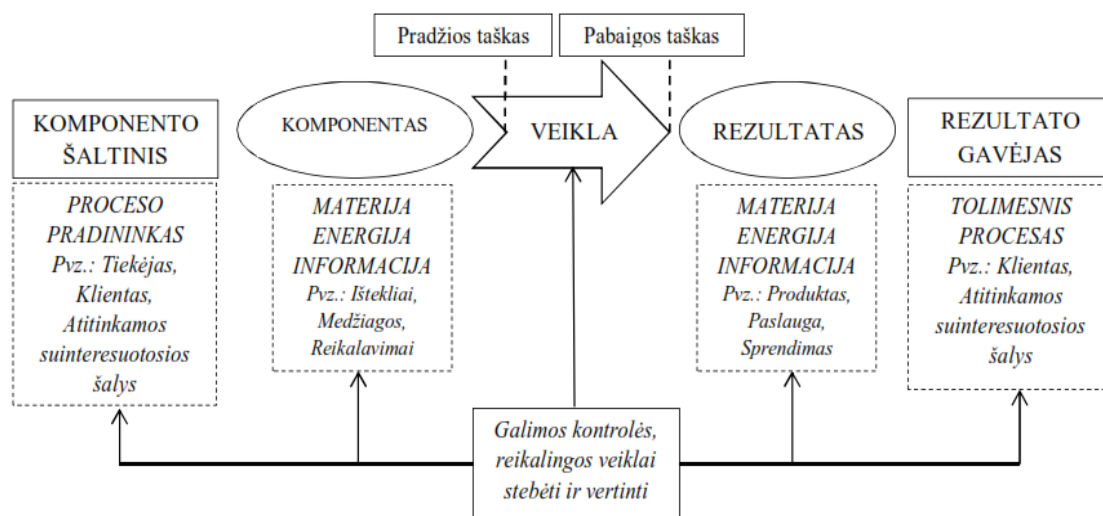 Pradžios taškas
Pabaigos taškas
KOMPONENTO
ŠALTINIS
KOMPONENTAS
VEIKLA
REZULTATAS
REZULTATO
GAVĖJAS
PROCESO
PRADININKAS
Pvz.: Tiekėjas,
Klientas,
Atitinkamos
suinteresuotosios
šalys
MATERIJA
ENERGIJA
INFORMACIJA
Pvz.: Ištekliai,
Medžiagos,
Reikalavimai
MATERIJA
ENERGIJA
INFORMACIJA
Pvz.: Produktas,
Paslauga,
Sprendimas
TOLIMESNIS
PROCESAS
Pvz.: Klientas,
Atitinkamos
suinteresuotosios
šalys
Galimos kontrolės,
reikalingos veiklai
stebėti ir vertinti